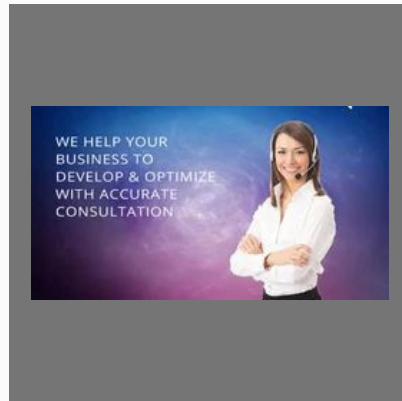 WE HELP YOUR
BUSINESS TO
DEVELOP & OPTIMIZE
WITH ACCURATE
CONSULTATION